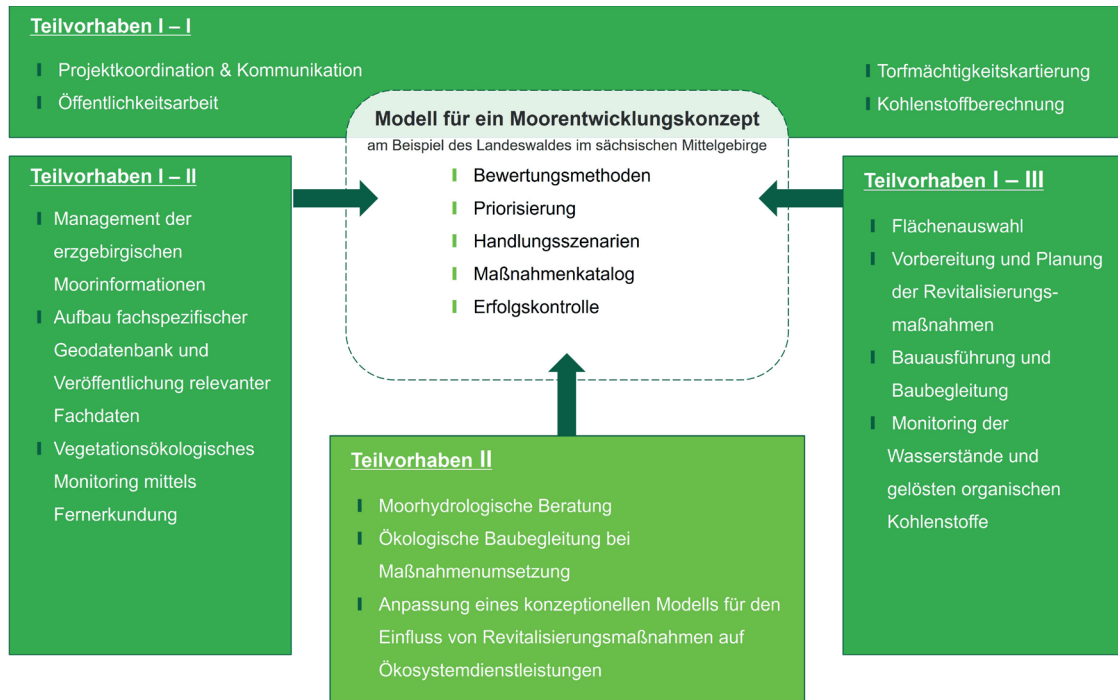 Teilvorhaben I – I
Projektkoordination & Kommunikation
Öffentlichkeitsarbeit
Torfmächtigkeitskartierung
Kohlenstoffberechnung
Modell für ein Moorentwicklungskonzept
am Beispiel des Landeswaldes im sächsischen Mittelgebirge
Bewertungsmethoden
Priorisierung
Handlungsszenarien
Maßnahmenkatalog
Erfolgskontrolle
Teilvorhaben I – II
Management der
erzgebirgischen
Moorinformationen
Aufbau fachspezifischer
Geodatenbank und
Veröffentlichung relevanter
Fachdaten
Vegetationsökologisches
Monitoring mittels
Fernerkundung
Teilvorhaben I – III
Flächenauswahl
Vorbereitung und Planung
der Revitalisierungs-
maßnahmen
Bauausführung und
Baubegleitung
Monitoring der
Wasserstände und
gelösten organischen
Kohlenstoffe
Teilvorhaben II
Moorhydrologische Beratung
Ökologische Baubegleitung bei
Maßnahmenumsetzung
Anpassung eines konzeptionellen Modells für den
Einfluss von Revitalisierungsmaßnahmen auf
Ökosystemdienstleistungen